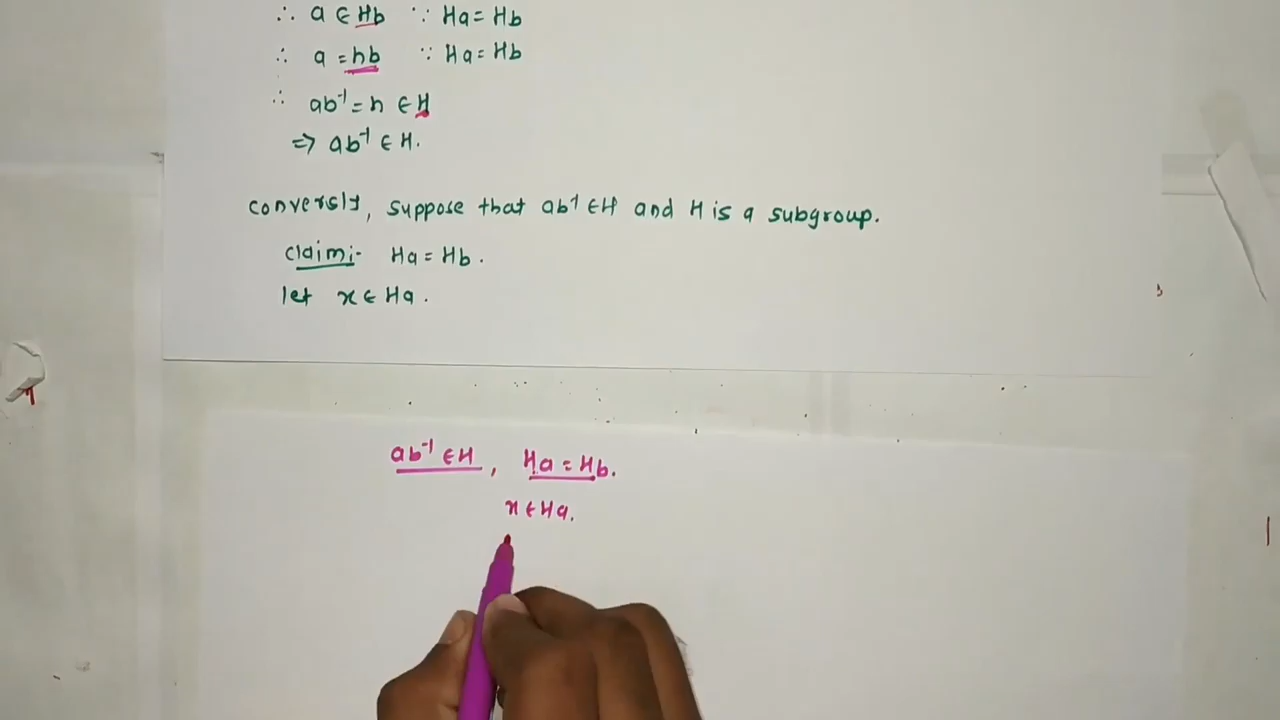 ∴ a ∈ Hb ∵ Ha = Hb
∴ a = hb ∵ Ha = Hb
∴ ab⁻¹ = h ∈ H
⇒ ab⁻¹ ∈ H.
conversly, suppose that ab⁻¹ ∈ H and H is a subgroup.
claim:- Ha = Hb.
let x ∈ Ha.
ab⁻¹ ∈ H, Ha = Hb.
x ∈ Ha.